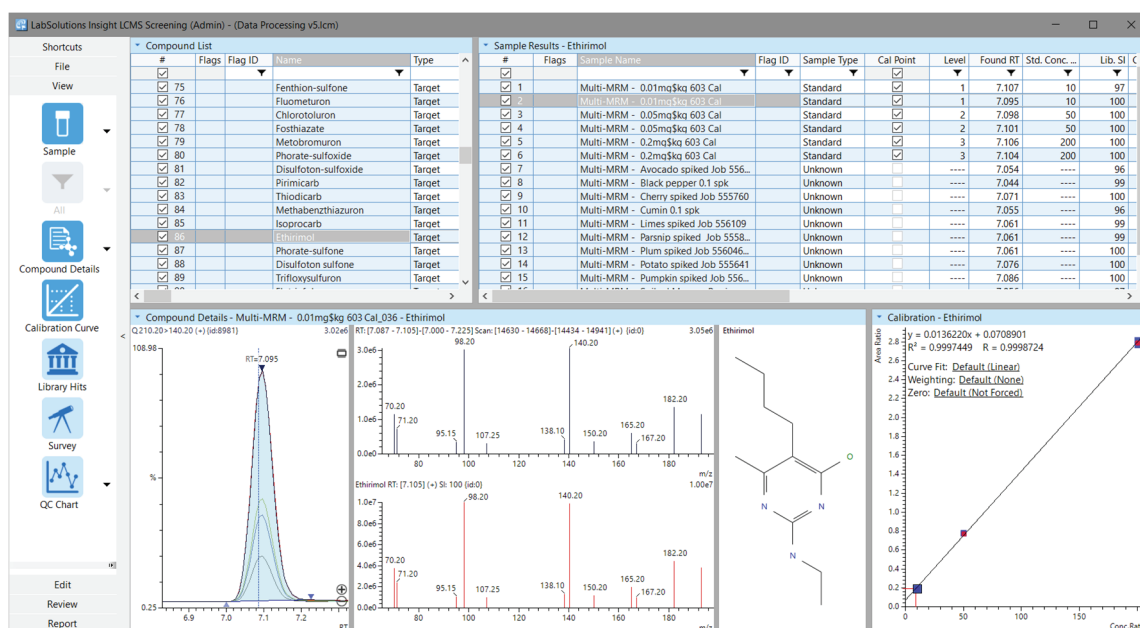 LabSolutions Insight LCMS Screening (Admin) - (Data Processing v5.lcm)
Shortcuts
File
View
Sample
All
Compound Details
Calibration Curve
Library Hits
Survey
QC Chart
Edit
Review
Report
Compound List
# Flags Flag ID Name Type
75 Fenthion-sulfone Target
76 Fluometuron Target
77 Chlorotoluron Target
78 Fosthiazate Target
79 Metobromuron Target
80 Phorate-sulfoxide Target
81 Disulfoton-sulfoxide Target
82 Pirimicarb Target
83 Thiodicarb Target
84 Methabenzthiazuron Target
85 Isoprocarb Target
86 Ethirimol Target
87 Phorate-sulfone Target
88 Disulfoton sulfone Target
89 Trifloxysulfuron Target
Sample Results - Ethirimol
# Flags Sample Name Flag ID Sample Type Cal Point Level Found RT Std. Conc. ... Lib. SI
1 Multi-MRM - 0.01mg$kg 603 Cal Standard 1 7.107 10 97
2 Multi-MRM - 0.01mg$kg 603 Cal Standard 1 7.095 10 100
3 Multi-MRM - 0.05mg$kg 603 Cal Standard 2 7.098 50 100
4 Multi-MRM - 0.05mg$kg 603 Cal Standard 2 7.101 50 100
5 Multi-MRM - 0.2mg$kg 603 Cal Standard 3 7.106 200 100
6 Multi-MRM - 0.2mg$kg 603 Cal Standard 3 7.104 200 100
7 Multi-MRM - Avocado spiked Job 556... Unknown ---- 7.054 ---- 96
8 Multi-MRM - Black pepper 0.1 spk Unknown ---- 7.044 ---- 99
9 Multi-MRM - Cherry spiked Job 555760 Unknown ---- 7.071 ---- 100
10 Multi-MRM - Cumin 0.1 spk Unknown ---- 7.055 ---- 96
11 Multi-MRM - Limes spiked Job 556109 Unknown ---- 7.061 ---- 99
12 Multi-MRM - Parsnip spiked Job 5558... Unknown ---- 7.061 ---- 99
13 Multi-MRM - Plum spiked Job 556046... Unknown ---- 7.061 ---- 100
14 Multi-MRM - Potato spiked Job 555641 Unknown ---- 7.076 ---- 100
15 Multi-MRM - Pumpkin spiked Job ... Unknown ---- 7.086 ---- 100
Compound Details - Multi-MRM - 0.01mg$kg 603 Cal_036 - Ethirimol
Q 210.20>140.20 (+) (id:8981) 3.02e6
108.98
RT=7.095
%
0.25
6.9 7.0 7.1 7.2
RT
RT: [7.087 - 7.105]-[7.000 - 7.225] Scan: [14630 - 14668]-[14434 - 14941] (+) (id:0) 3.05e6
3.0e6
2.0e6
1.0e6
0.0e0
70.20 71.20 95.15 98.20 107.25 138.10 140.20 150.20 165.20 167.20 182.20
80 100 120 140 160 180
m/z
Ethirimol RT: [7.105] (+) SI: 100 (id:0) 1.00e7
1.0e7
8.0e6
6.0e6
4.0e6
2.0e6
0.0e0
70.20 71.20 95.15 98.20 107.25 138.10 140.20 150.20 165.20 167.20 182.20
80 100 120 140 160 180
m/z
Ethirimol
O
N N
N
Calibration - Ethirimol
Area Ratio
y = 0.0136220x + 0.0708901
R² = 0.9997449 R = 0.9998724
Curve Fit: Default (Linear)
Weighting: Default (None)
Zero: Default (Not Forced)
2.8
2.6
2.4
2.2
2.0
1.8
1.6
1.4
1.2
1.0
0.8
0.6
0.4
0.2
0.0
0 50 100 150